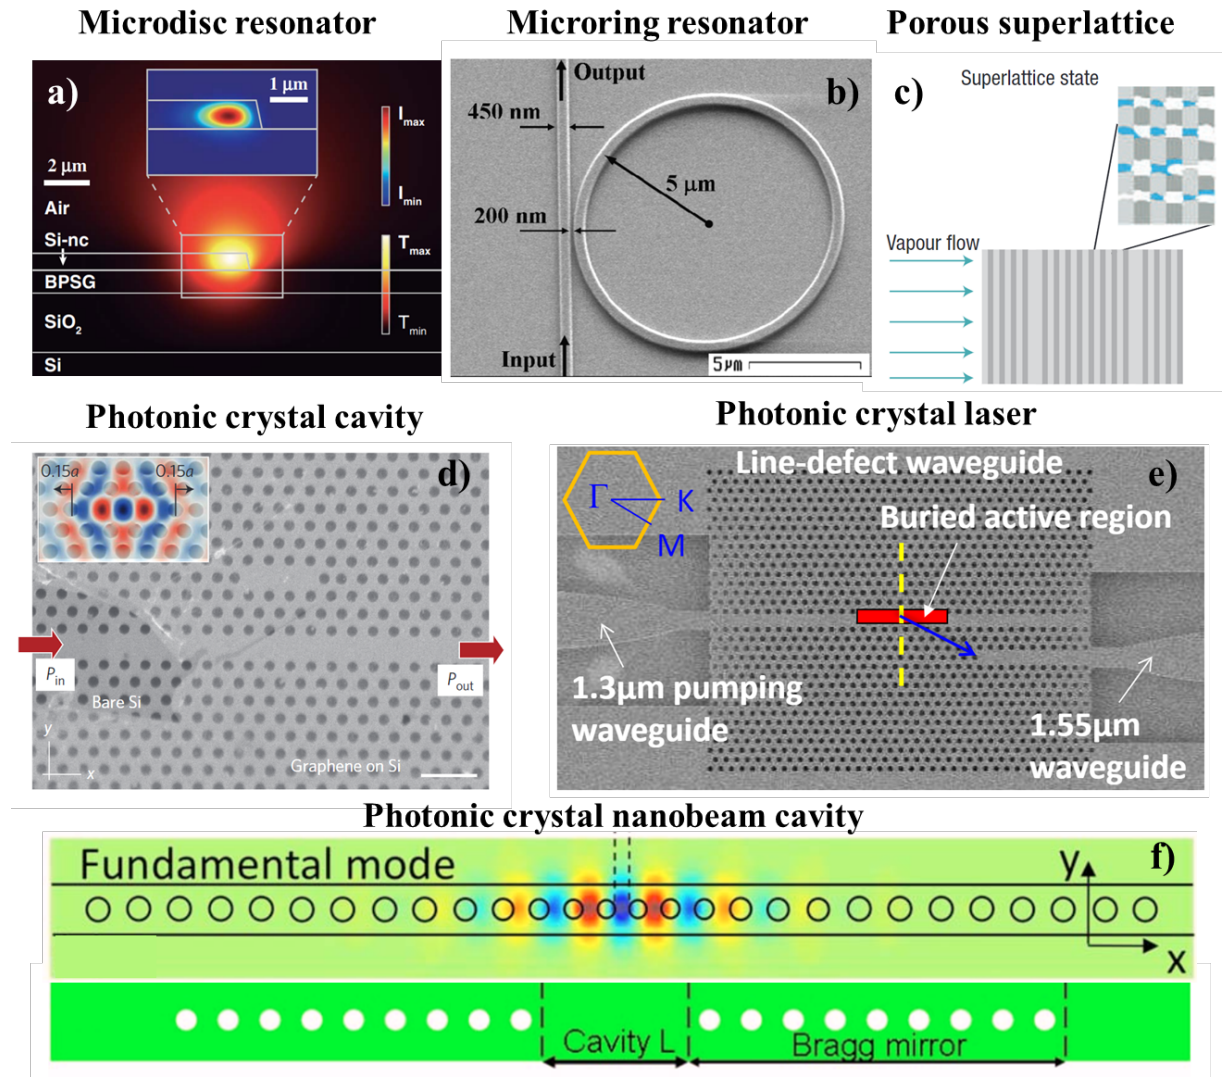 Microdisc resonator
Microring resonator
Porous superlattice
a)
1 μm
2 μm
Air
Si-nc
BPSG
SiO2
Si
Imax
Imin
Tmax
Tmin
b)
Output
450 nm
5 μm
200 nm
Input
5μm
c)
Superlattice state
Vapour flow
Photonic crystal cavity
Photonic crystal laser
d)
0.15a
0.15a
Pin
Pout
Bare Si
y
x
Graphene on Si
e)
Line-defect waveguide
Γ
K
M
Buried active region
1.3μm pumping
waveguide
1.55μm
waveguide
Photonic crystal nanobeam cavity
f)
Fundamental mode
y
x
Cavity L
Bragg mirror